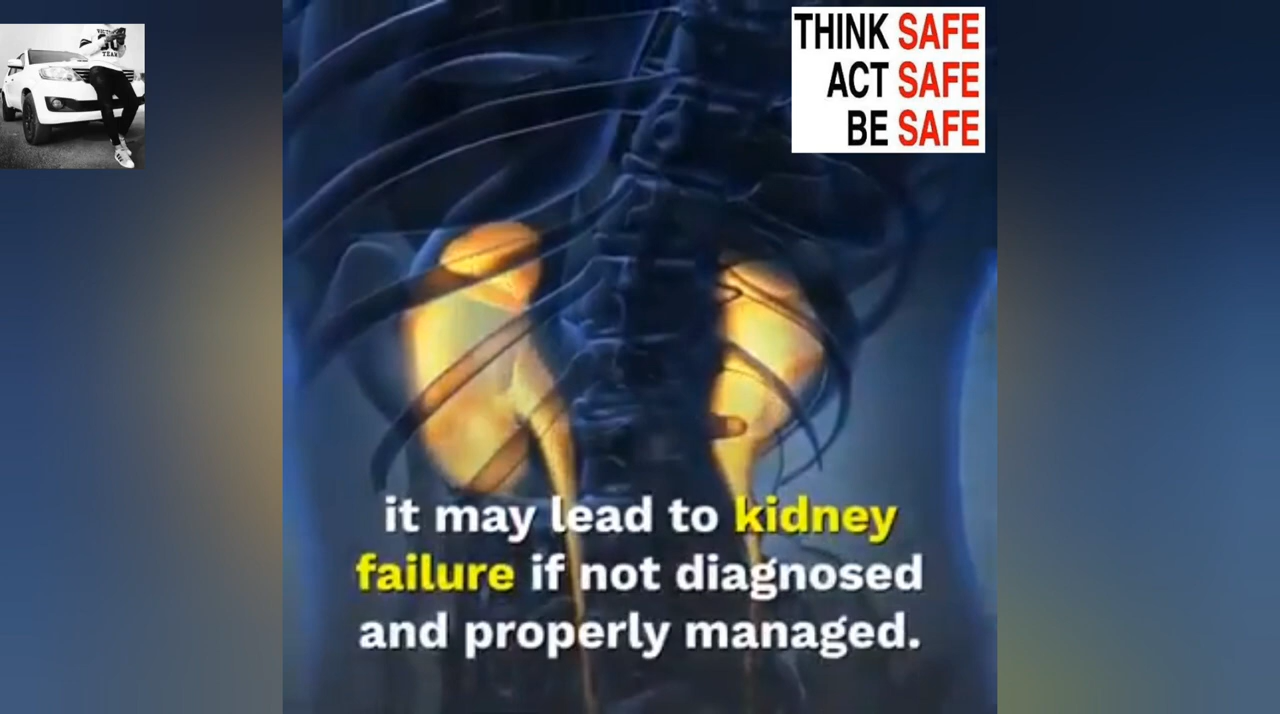 THINK SAFE
ACT SAFE
BE SAFE
it may lead to kidney
failure if not diagnosed
and properly managed.